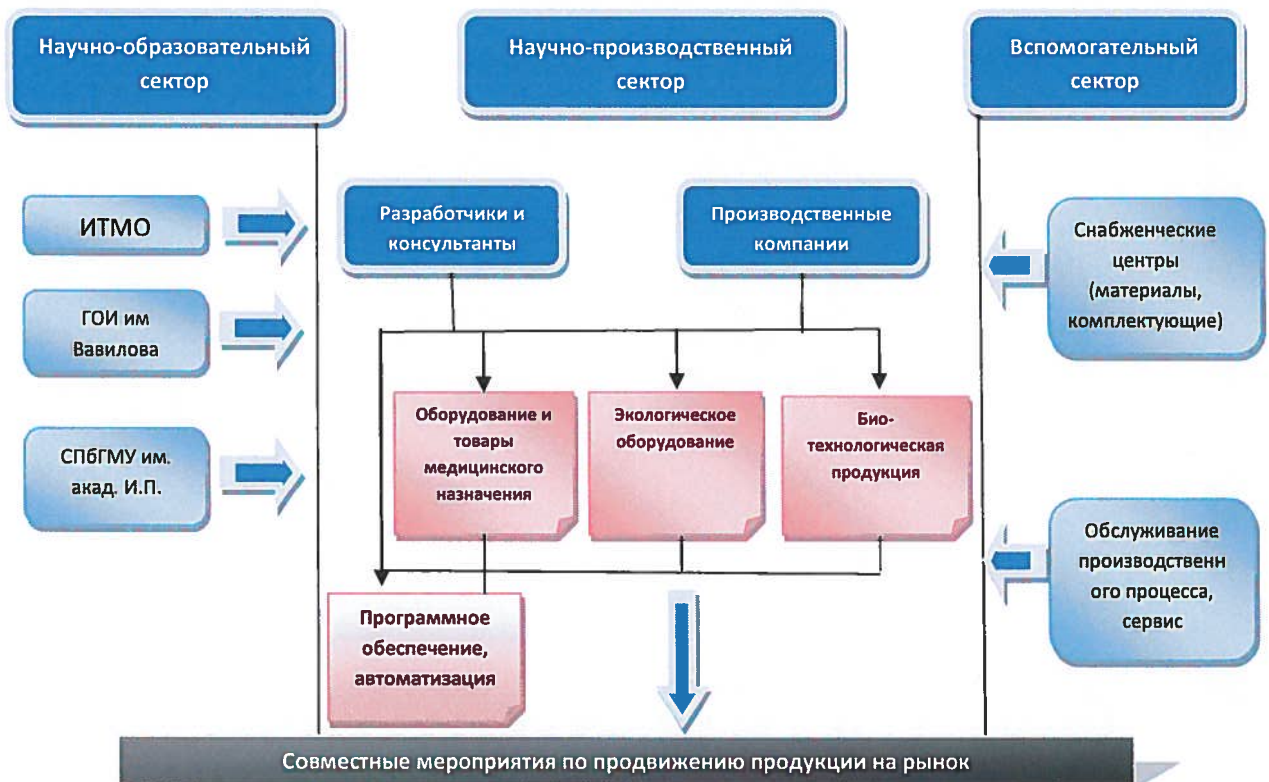 Научно-образовательный
сектор
Научно-производственный
сектор
Вспомогательный
сектор
ИТМО
ГОИ им
Вавилова
СПбГМУ им.
акад. И.П.
Разработчики и
консультанты
Производственные
компании
Оборудование и
товары
медицинского
назначения
Экологическое
оборудование
Био-
технологическая
продукция
Программное
обеспечение,
автоматизация
Снабженческие
центры
(материалы,
комплектующие)
Обслуживание
производственн
ого процесса,
сервис
Совместные мероприятия по продвижению продукции на рынок